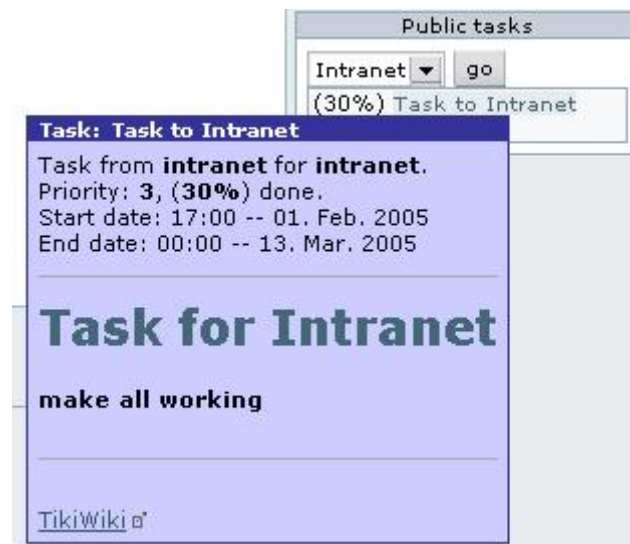 Public tasks
Intranet go
(30%) Task to Intranet
Task: Task to Intranet
Task from intranet for intranet.
Priority: 3, (30%) done.
Start date: 17:00 -- 01. Feb. 2005
End date: 00:00 -- 13. Mar. 2005
Task for Intranet
make all working
TikiWiki